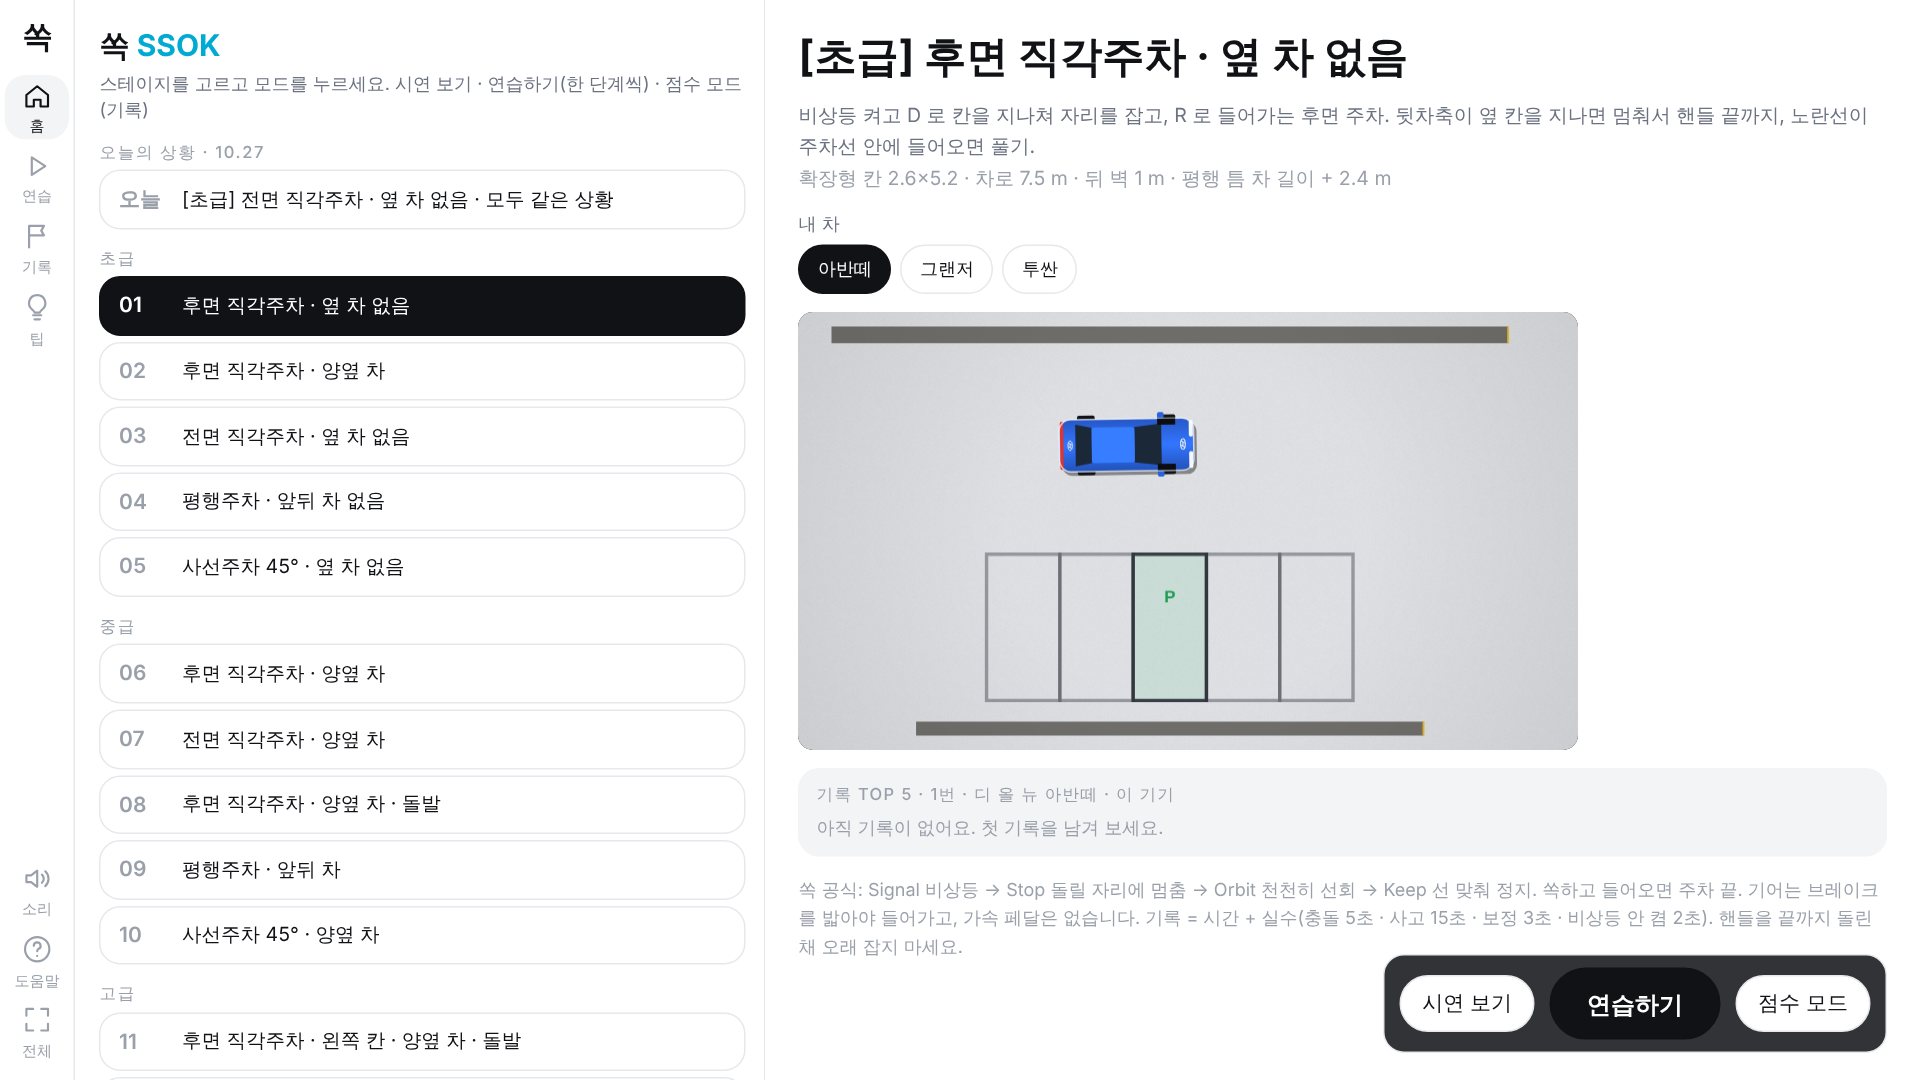 쏙
홈
연습
기록
팁
소리
도움말
전체
쏙 SSOK
스테이지를 고르고 모드를 누르세요. 시연 보기 · 연습하기(한 단계씩) · 점수 모드
(기록)
오늘의 상황 · 10.27
오늘 [초급] 전면 직각주차 · 옆 차 없음 · 모두 같은 상황
초급
01 후면 직각주차 · 옆 차 없음
02 후면 직각주차 · 양옆 차
03 전면 직각주차 · 옆 차 없음
04 평행주차 · 앞뒤 차 없음
05 사선주차 45° · 옆 차 없음
중급
06 후면 직각주차 · 양옆 차
07 전면 직각주차 · 양옆 차
08 후면 직각주차 · 양옆 차 · 돌발
09 평행주차 · 앞뒤 차
10 사선주차 45° · 양옆 차
고급
11 후면 직각주차 · 왼쪽 칸 · 양옆 차 · 돌발
[초급] 후면 직각주차 · 옆 차 없음
비상등 켜고 D 로 칸을 지나쳐 자리를 잡고, R 로 들어가는 후면 주차. 뒷차축이 옆 칸을 지나면 멈춰서 핸들 끝까지, 노란선이
주차선 안에 들어오면 풀기.
확장형 칸 2.6×5.2 · 차로 7.5 m · 뒤 벽 1 m · 평행 틈 차 길이 + 2.4 m
내 차
아반떼 그랜저 투싼
P
기록 TOP 5 · 1번 · 디 올 뉴 아반떼 · 이 기기
아직 기록이 없어요. 첫 기록을 남겨 보세요.
쏙 공식: Signal 비상등 → Stop 돌릴 자리에 멈춤 → Orbit 천천히 선회 → Keep 선 맞춰 정지. 쏙하고 들어오면 주차 끝. 기어는 브레이크
를 밟아야 들어가고, 가속 페달은 없습니다. 기록 = 시간 + 실수(충돌 5초 · 사고 15초 · 보정 3초 · 비상등 안 켬 2초). 핸들을 끝까지 돌린
채 오래 잡지 마세요.
시연 보기 연습하기 점수 모드